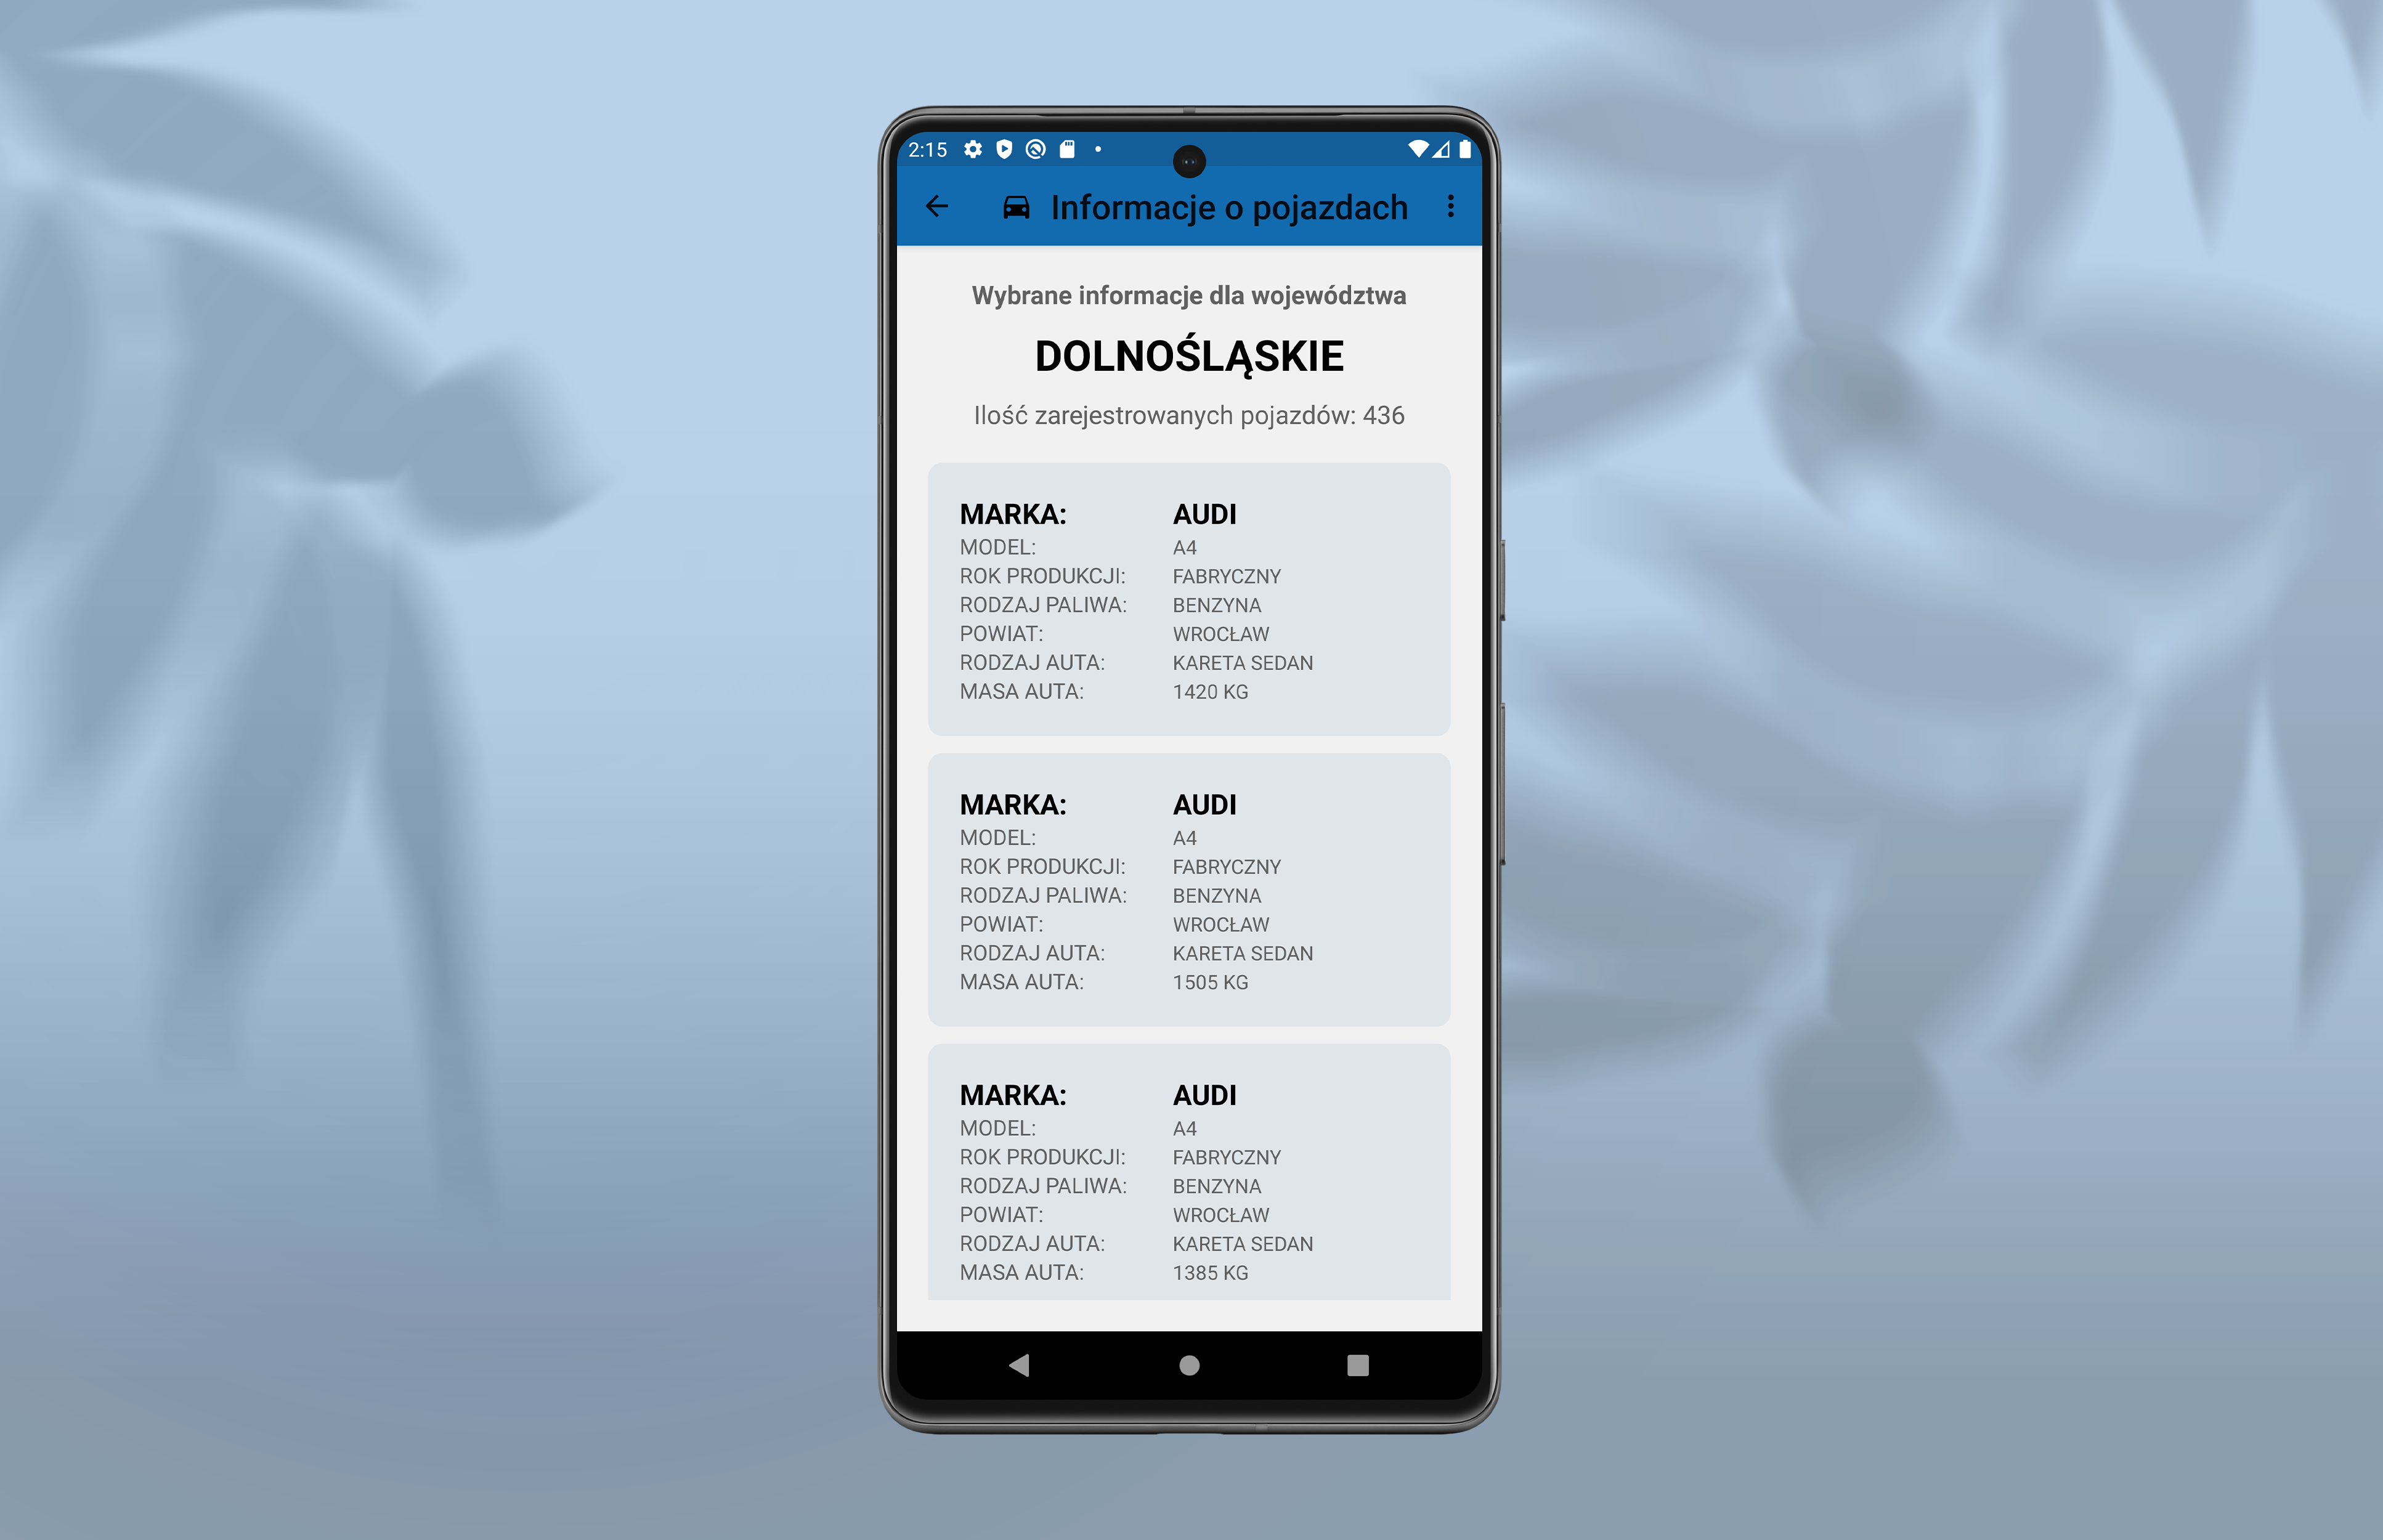 2:15
Informacje o pojazdach
Wybrane informacje dla województwa
DOLNOŚLĄSKIE
Ilość zarejestrowanych pojazdów: 436
MARKA: AUDI
MODEL: A4
ROK PRODUKCJI: FABRYCZNY
RODZAJ PALIWA: BENZYNA
POWIAT: WROCŁAW
RODZAJ AUTA: KARETA SEDAN
MASA AUTA: 1420 KG
MARKA: AUDI
MODEL: A4
ROK PRODUKCJI: FABRYCZNY
RODZAJ PALIWA: BENZYNA
POWIAT: WROCŁAW
RODZAJ AUTA: KARETA SEDAN
MASA AUTA: 1505 KG
MARKA: AUDI
MODEL: A4
ROK PRODUKCJI: FABRYCZNY
RODZAJ PALIWA: BENZYNA
POWIAT: WROCŁAW
RODZAJ AUTA: KARETA SEDAN
MASA AUTA: 1385 KG